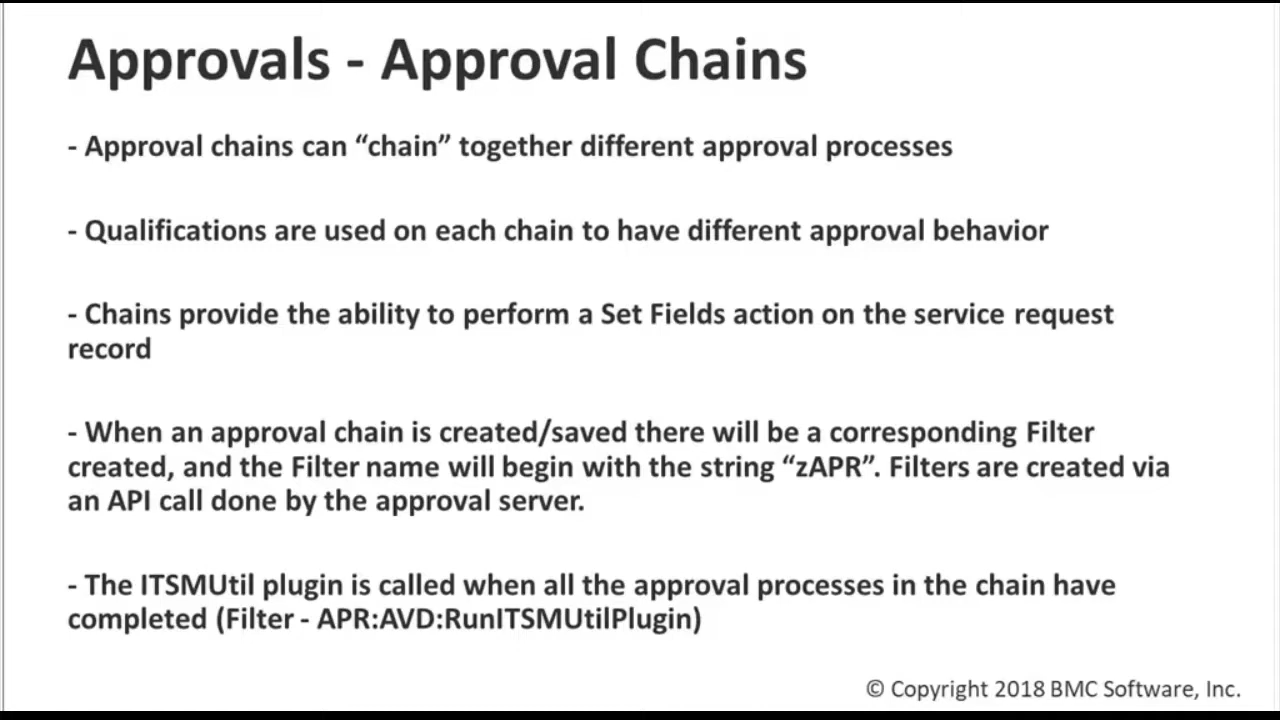 Approvals - Approval Chains
- Approval chains can “chain” together different approval processes
- Qualifications are used on each chain to have different approval behavior
- Chains provide the ability to perform a Set Fields action on the service request
record
- When an approval chain is created/saved there will be a corresponding Filter
created, and the Filter name will begin with the string “zAPR”. Filters are created via
an API call done by the approval server.
- The ITSMUtil plugin is called when all the approval processes in the chain have
completed (Filter - APR:AVD:RunITSMUtilPlugin)
© Copyright 2018 BMC Software, Inc.